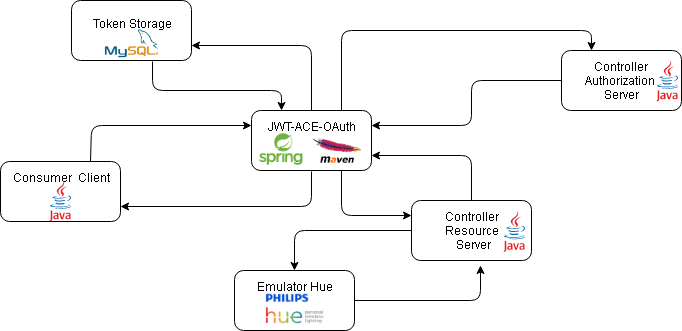 Token Storage
MySQL
Controller
Authorization
Server
Java
JWT-ACE-OAuth
spring
maven
Consumer Client
Java
Controller
Resource
Server
Java
Emulator Hue
PHILIPS
hue
personal
wireless
lighting